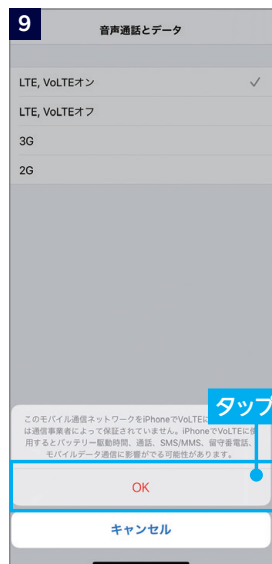 9
音声通話とデータ
LTE, VoLTEオン
LTE, VoLTEオフ
3G
2G
タップ
このモバイル通信ネットワークをiPhoneでVoLTEに
は通信事業者によって保証されていません。iPhoneでVoLTEに使
用するとバッテリー駆動時間、通話、SMS/MMS、留守番電話、
モバイルデータ通信に影響がでる可能性があります。
OK
キャンセル